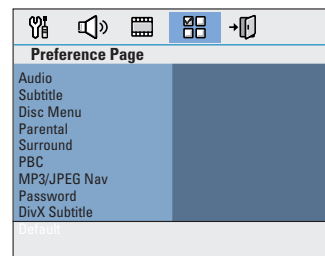 Preference Page
Audio
Subtitle
Disc Menu
Parental
Surround
PBC
MP3/JPEG Nav
Password
DivX Subtitle
Default